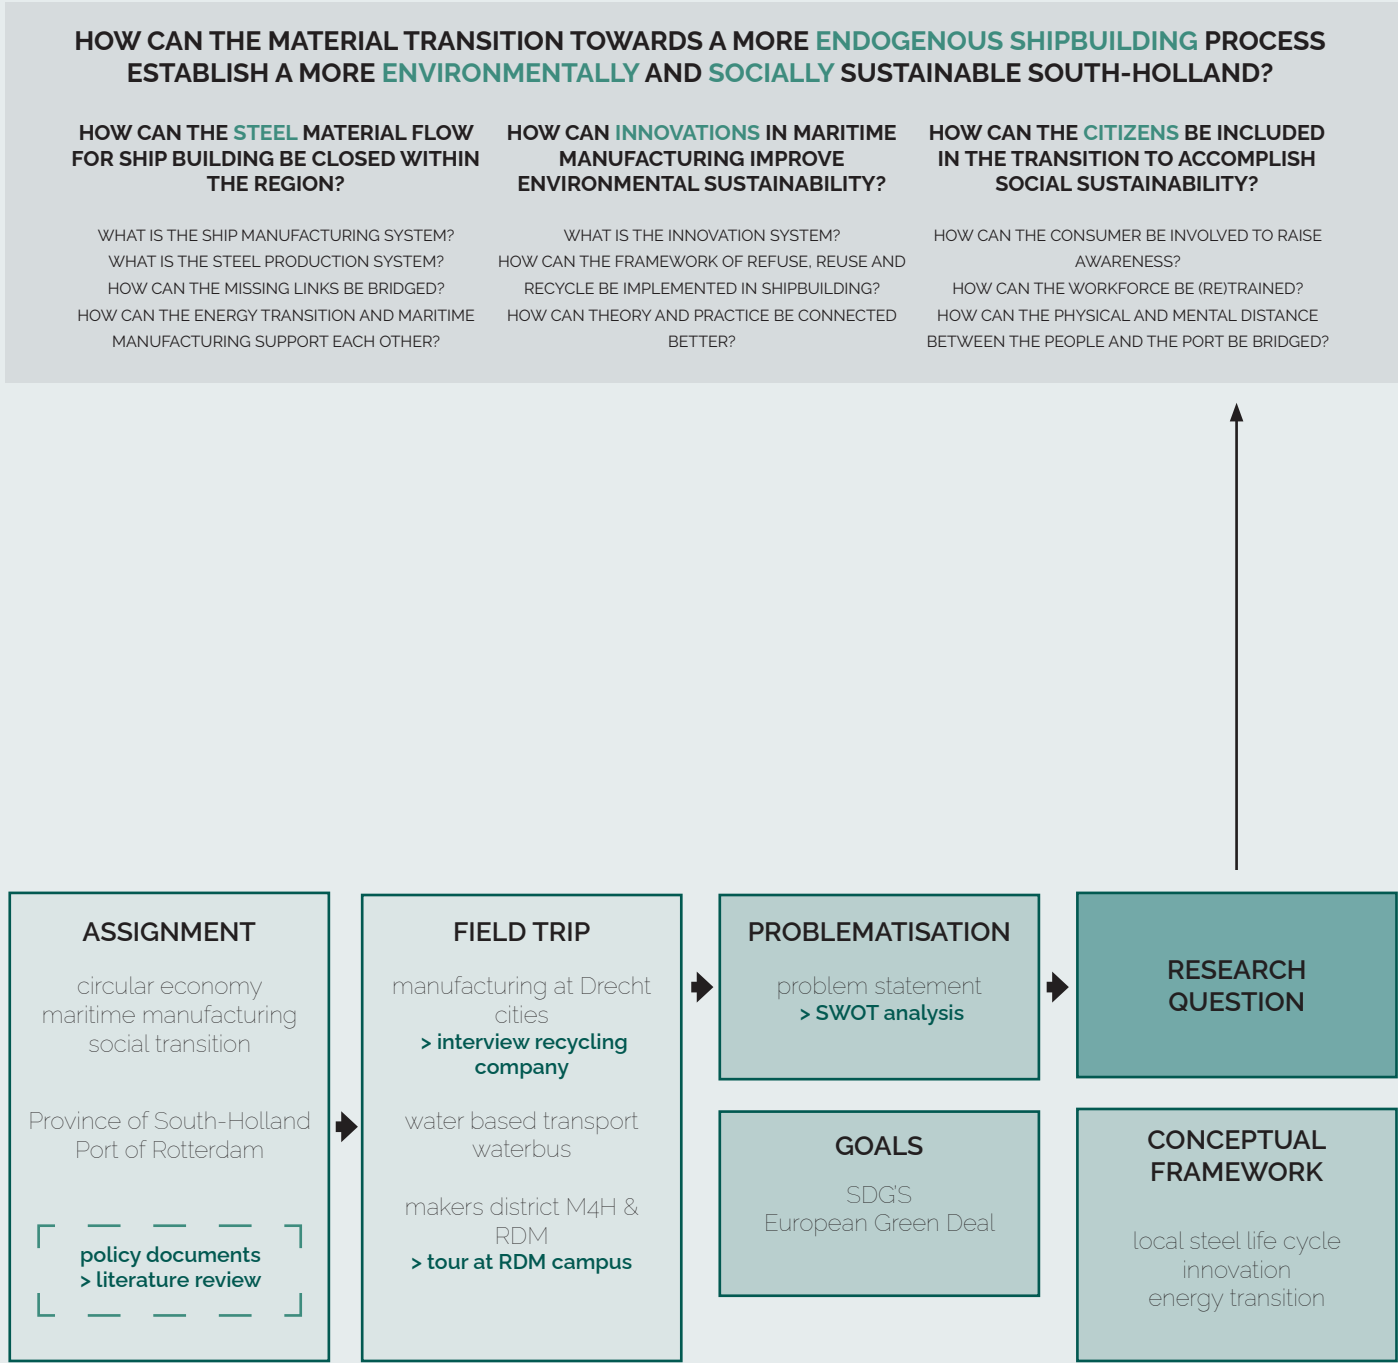 HOW CAN THE MATERIAL TRANSITION TOWARDS A MORE ENDOGENOUS SHIPBUILDING PROCESS
ESTABLISH A MORE ENVIRONMENTALLY AND SOCIALLY SUSTAINABLE SOUTH-HOLLAND?
HOW CAN THE STEEL MATERIAL FLOW
FOR SHIP BUILDING BE CLOSED WITHIN
THE REGION?
WHAT IS THE SHIP MANUFACTURING SYSTEM?
WHAT IS THE STEEL PRODUCTION SYSTEM?
HOW CAN THE MISSING LINKS BE BRIDGED?
HOW CAN THE ENERGY TRANSITION AND MARITIME
MANUFACTURING SUPPORT EACH OTHER?
HOW CAN INNOVATIONS IN MARITIME
MANUFACTURING IMPROVE
ENVIRONMENTAL SUSTAINABILITY?
WHAT IS THE INNOVATION SYSTEM?
HOW CAN THE FRAMEWORK OF REFUSE, REUSE AND
RECYCLE BE IMPLEMENTED IN SHIPBUILDING?
HOW CAN THEORY AND PRACTICE BE CONNECTED
BETTER?
HOW CAN THE CITIZENS BE INCLUDED
IN THE TRANSITION TO ACCOMPLISH
SOCIAL SUSTAINABILITY?
HOW CAN THE CONSUMER BE INVOLVED TO RAISE
AWARENESS?
HOW CAN THE WORKFORCE BE (RE)TRAINED?
HOW CAN THE PHYSICAL AND MENTAL DISTANCE
BETWEEN THE PEOPLE AND THE PORT BE BRIDGED?
ASSIGNMENT
circular economy
maritime manufacturing
social transition
Province of South-Holland
Port of Rotterdam
policy documents
> literature review
FIELD TRIP
manufacturing at Drecht
cities
> interview recycling
company
water based transport
waterbus
makers district M4H &
RDM
> tour at RDM campus
PROBLEMATISATION
problem statement
> SWOT analysis
GOALS
SDG'S
European Green Deal
RESEARCH
QUESTION
CONCEPTUAL
FRAMEWORK
local steel life cycle
innovation
energy transition